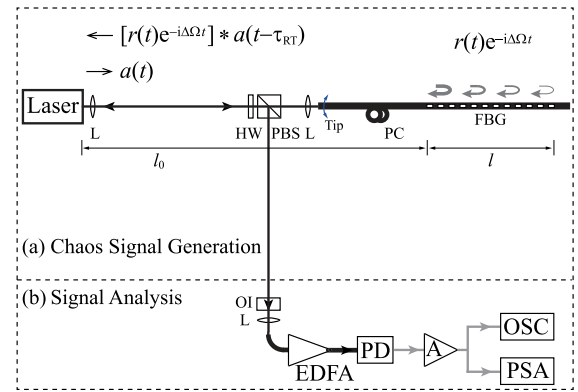 ← [r(t)e^{-iΔΩt}] * a(t−τ_RT)
r(t)e^{-iΔΩt}
→ a(t)
Laser
L
HW
PBS
L
Tip
PC
FBG
l₀
l
(a) Chaos Signal Generation
(b) Signal Analysis
OI
L
EDFA
PD
A
OSC
PSA